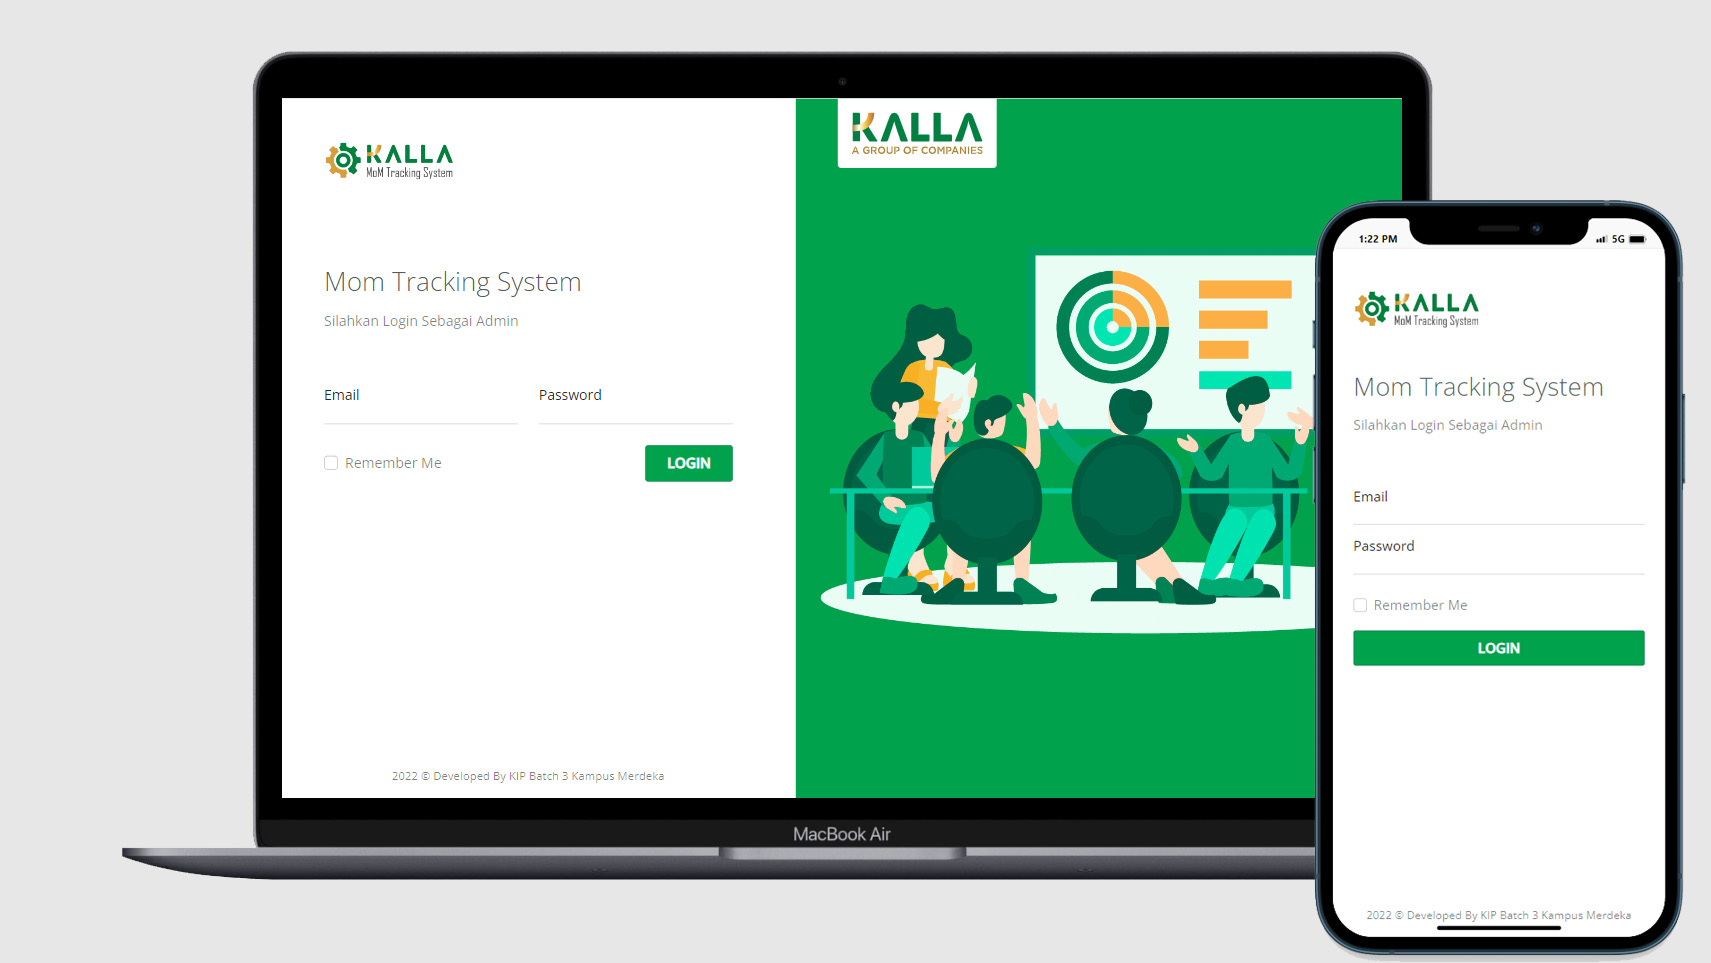 KALLA
MoM Tracking System
Mom Tracking System
Silahkan Login Sebagai Admin
Email
Password
Remember Me
LOGIN
2022 © Developed By KIP Batch 3 Kampus Merdeka
KALLA
A GROUP OF COMPANIES
MacBook Air
1:22 PM
5G
KALLA
MoM Tracking System
Mom Tracking System
Silahkan Login Sebagai Admin
Email
Password
Remember Me
LOGIN
2022 © Developed By KIP Batch 3 Kampus Merdeka